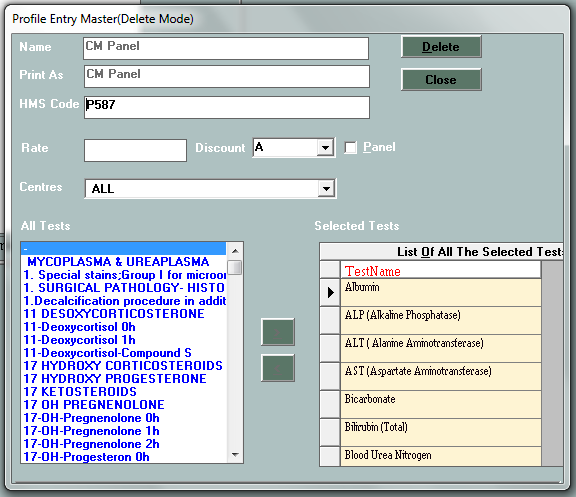 Profile Entry Master(Delete Mode)
Name CM Panel Delete
Print As CM Panel Close
HMS Code P587
Rate Discount A Panel
Centres ALL
All Tests
-
MYCOPLASMA & UREAPLASMA
1. Special stains;Group I for microor
1. SURGICAL PATHOLOGY- HISTO
1.Decalcification procedure in addit
11 DESOXYCORTICOSTERONE
11-Deoxycortisol 0h
11-Deoxycortisol 1h
11-Deoxycortisol-Compound S
17 HYDROXY CORTICOSTEROIDS
17 HYDROXY PROGESTERONE
17 KETOSTEROIDS
17 OH PREGNENOLONE
17-OH-Pregnenolone 0h
17-OH-Pregnenolone 1h
17-OH-Pregnenolone 2h
17-OH-Progesteron 0h
Selected Tests
List Of All The Selected Test
TestName
Albumin
ALP (Alkaline Phosphatase)
ALT ( Alanine Aminotransferase)
AST (Aspartate Aminotransferase)
Bicarbonate
Bilirubin (Total)
Blood Urea Nitrogen